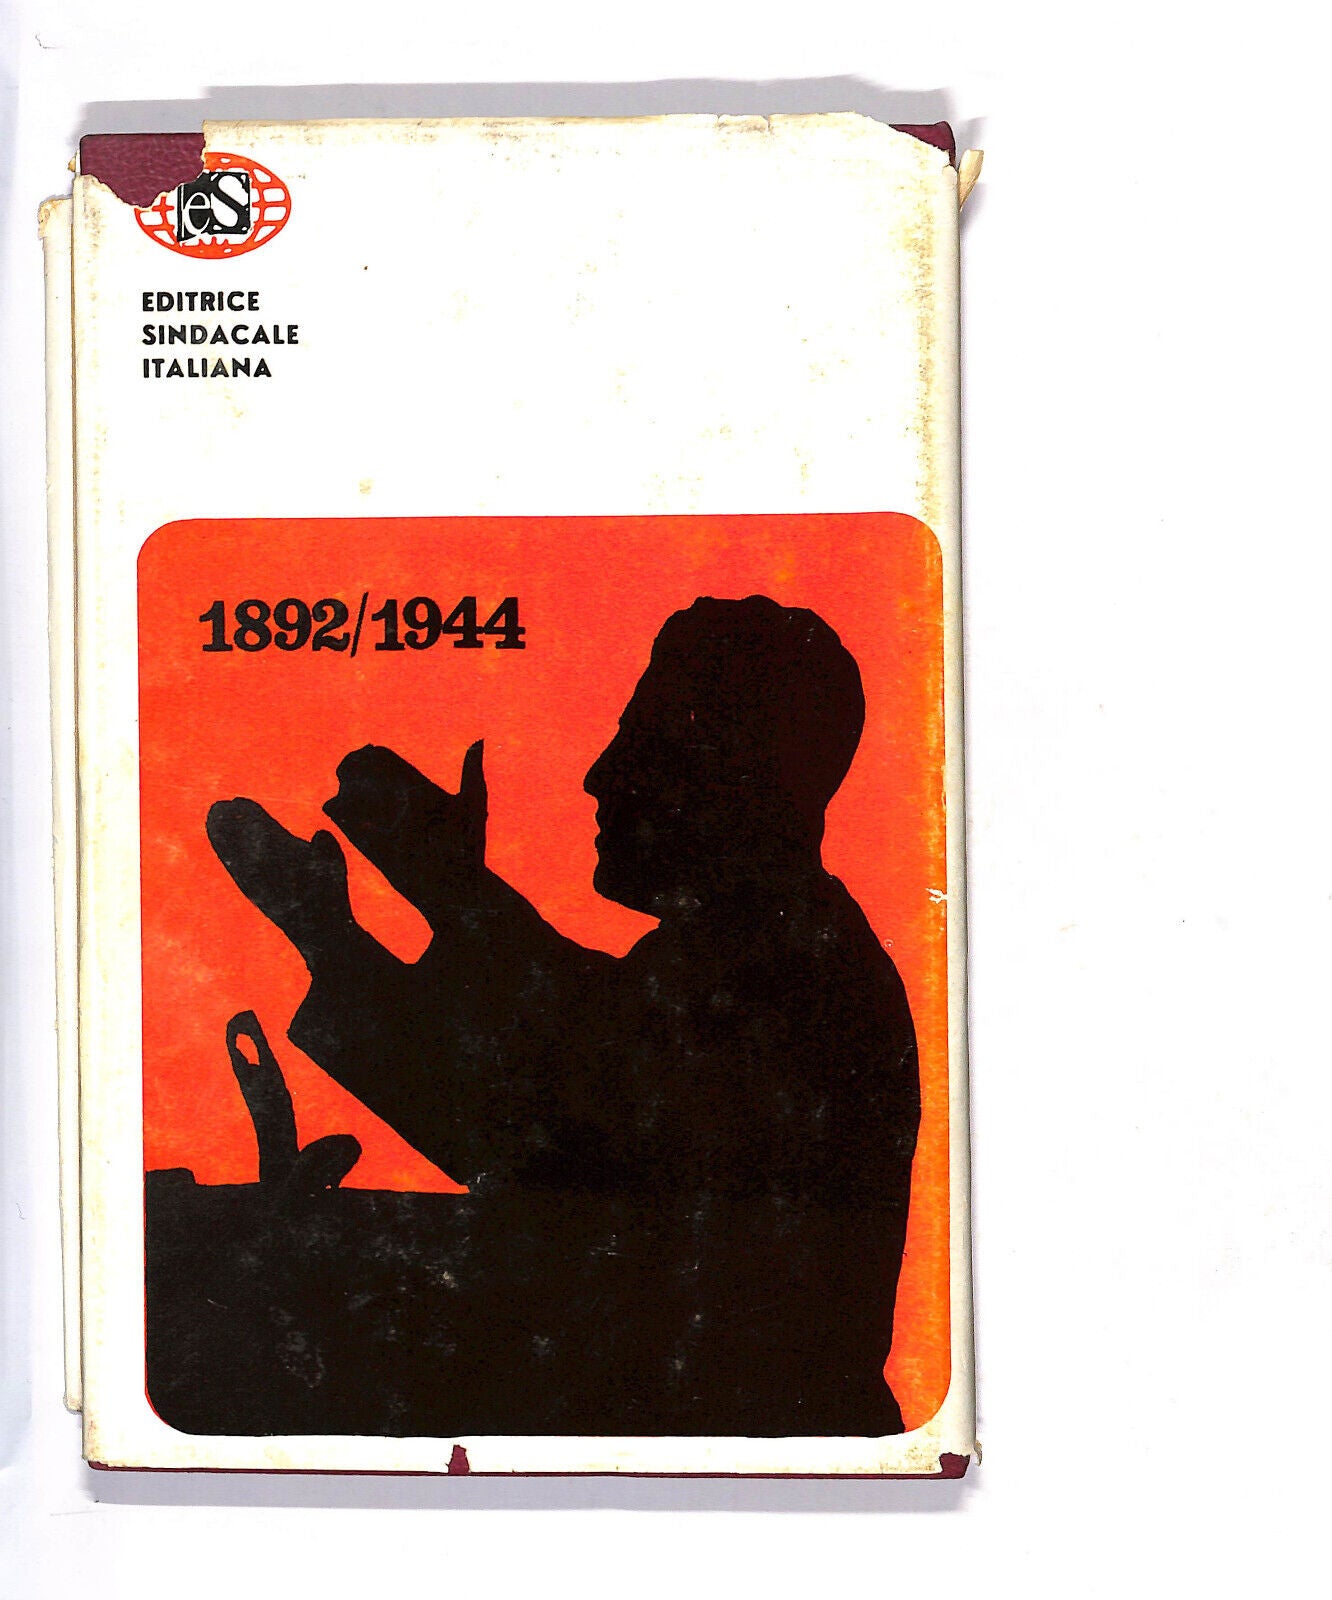 eS
EDITRICE
SINDACALE
ITALIANA
1892/1944